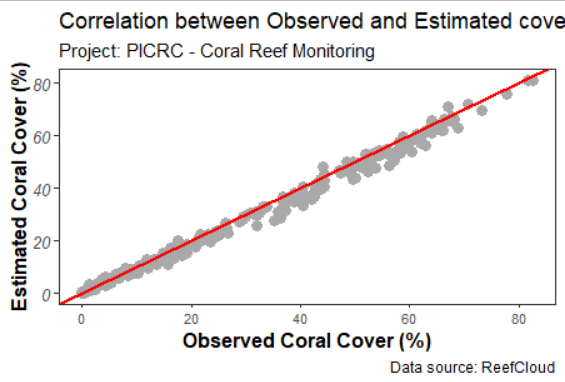 Correlation between Observed and Estimated cove
Project: PICRC - Coral Reef Monitoring
Estimated Coral Cover (%)
80
60
40
20
0
0 20 40 60 80
Observed Coral Cover (%)
Data source: ReefCloud